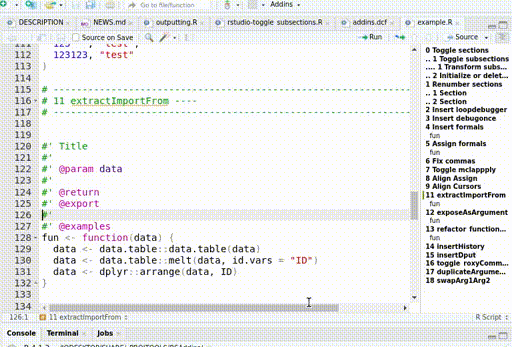 Go to file/function
Addins
DESCRIPTION
NEWS.md
outputting.R
rstudio-toggle_subsections.R
addins.dcf
example.R
Source on Save
Run
Source
111
112 123123, "test"
113 )
114
115 # ----
116 # 11 extractImportFrom ----
117 # ----
118
119
120 #' Title
121 #'
122 #' @param data
123 #'
124 #' @return
125 #' @export
126 #'
127 #' @examples
128 fun <- function(data) {
129 data <- data.table::data.table(data)
130 data <- data.table::melt(data, id.vars = "ID")
131 data <- dplyr::arrange(data, ID)
132 }
133
134
0 Toggle sections
.. 1 Toggle subsections
.... 1 Transform subs...
.. 2 Initialize or delet...
1 Renumber sections
.. 1 Section
.. 2 Section
2 Insert loopdebugger
3 Insert debugonce
4 Insert formals
fun
5 Assign formals
fun
6 Fix commas
7 Toggle mclappply
8 Align Assign
9 Align Cursors
11 extractImportFrom
fun
12 exposeAsArgument
fun
13 refactor function...
fun
14 insertHistory
15 insertDput
16 toggle_roxyComm...
17 duplicateArgume...
18 swapArg1Arg2
126:1
11 extractImportFrom
R Script
Console
Terminal
Jobs